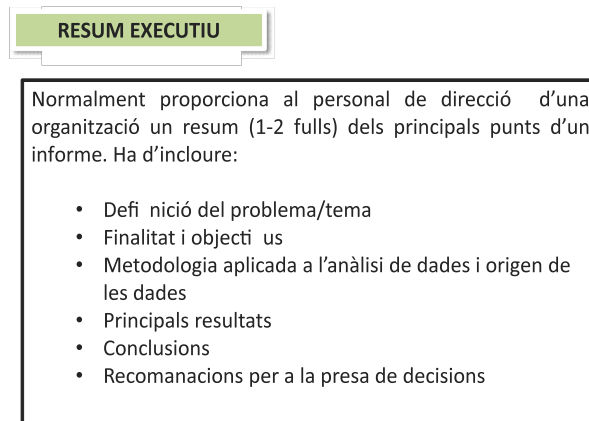 RESUM EXECUTIU
Normalment proporciona al personal de direcció d'una
organització un resum (1-2 fulls) dels principals punts d'un
informe. Ha d'incloure:
• Defi nició del problema/tema
• Finalitat i objecti us
• Metodologia aplicada a l'anàlisi de dades i origen de
les dades
• Principals resultats
• Conclusions
• Recomanacions per a la presa de decisions